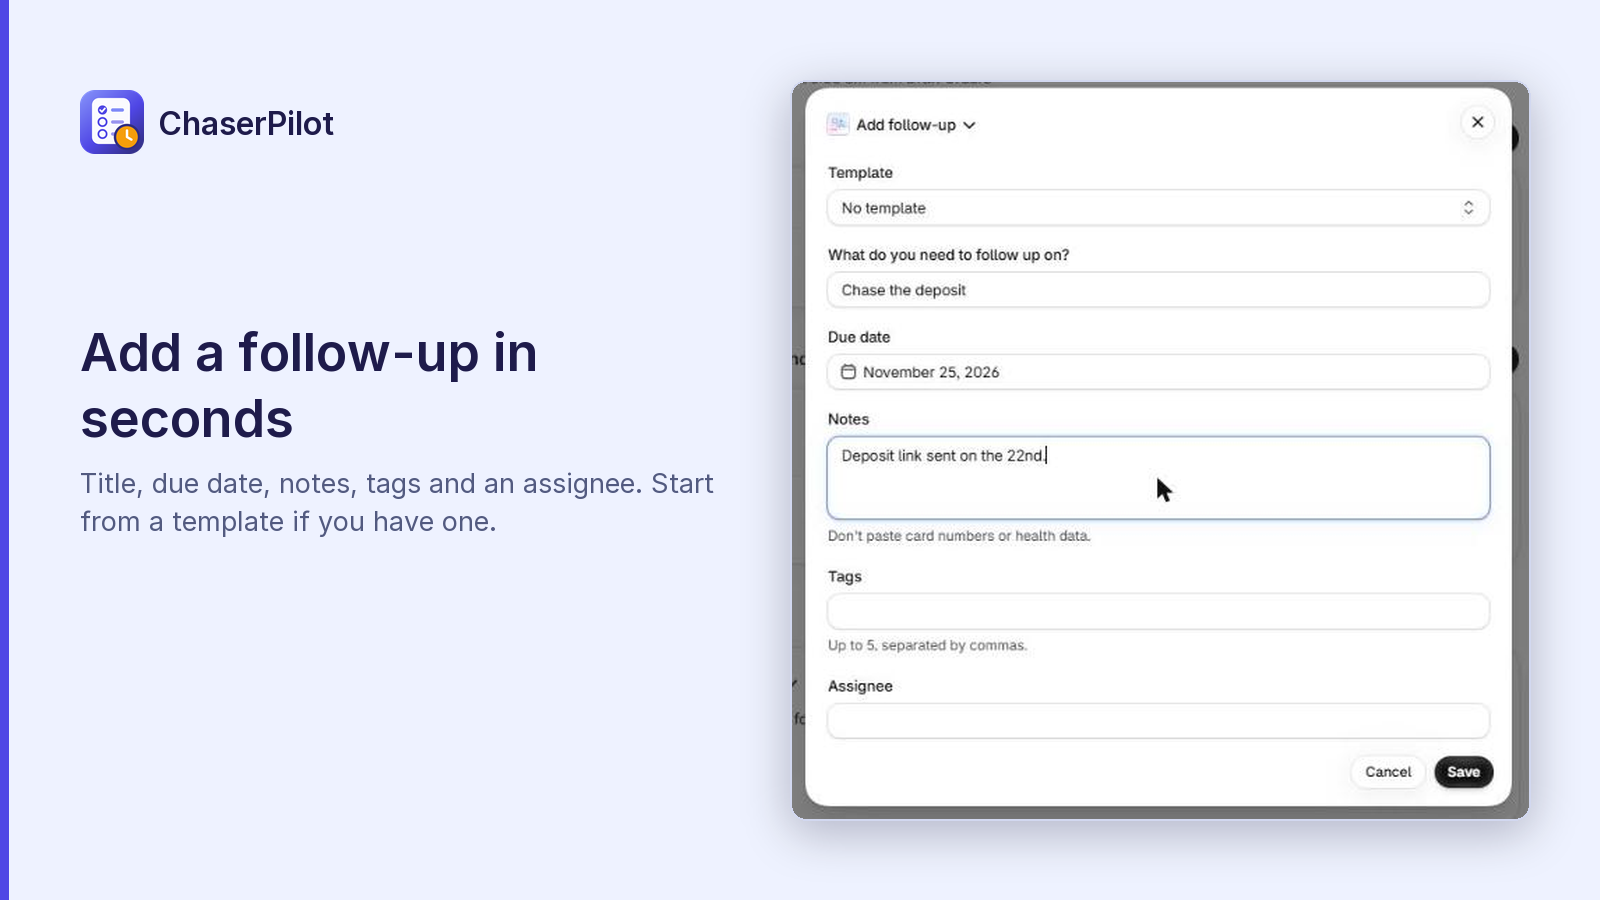 ChaserPilot
Add a follow-up in
seconds
Title, due date, notes, tags and an assignee. Start
from a template if you have one.
Add follow-up
Template
No template
What do you need to follow up on?
Chase the deposit
Due date
November 25, 2026
Notes
Deposit link sent on the 22nd.
Don't paste card numbers or health data.
Tags
Up to 5, separated by commas.
Assignee
Cancel
Save